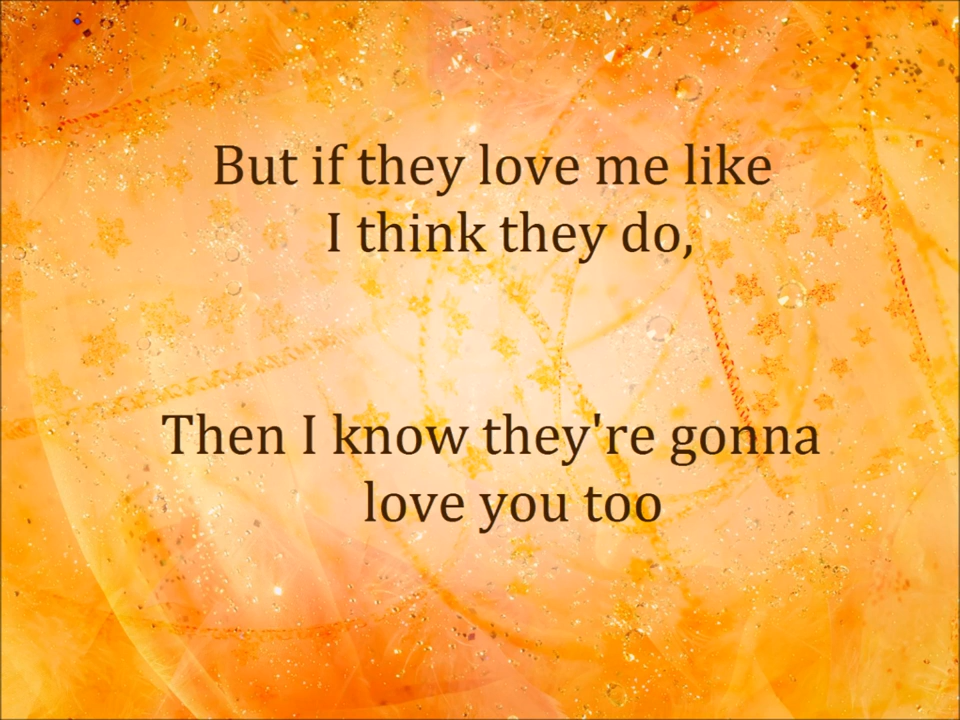 But if they love me like
I think they do,
Then I know they're gonna
love you too